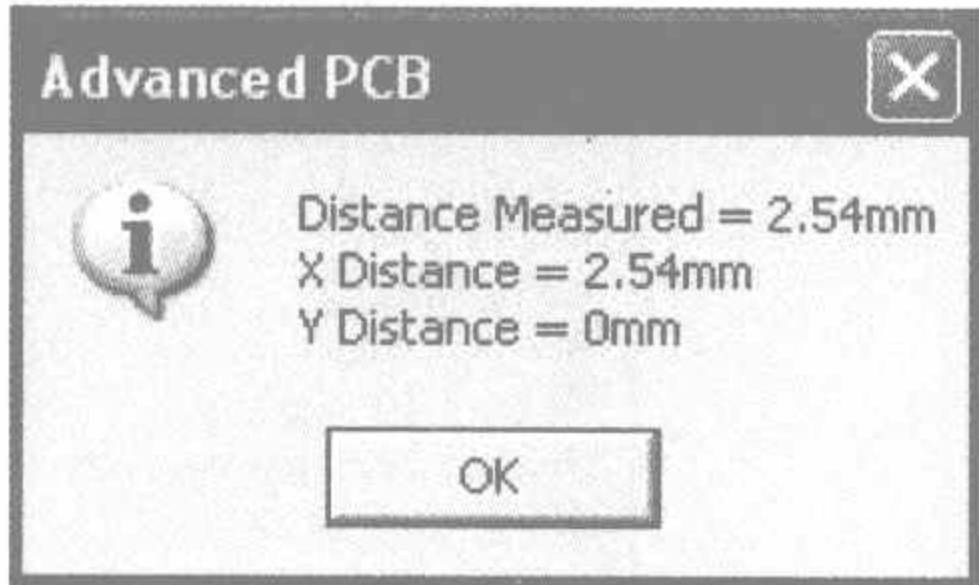 Advanced PCB
Distance Measured = 2.54mm
X Distance = 2.54mm
Y Distance = 0mm
OK